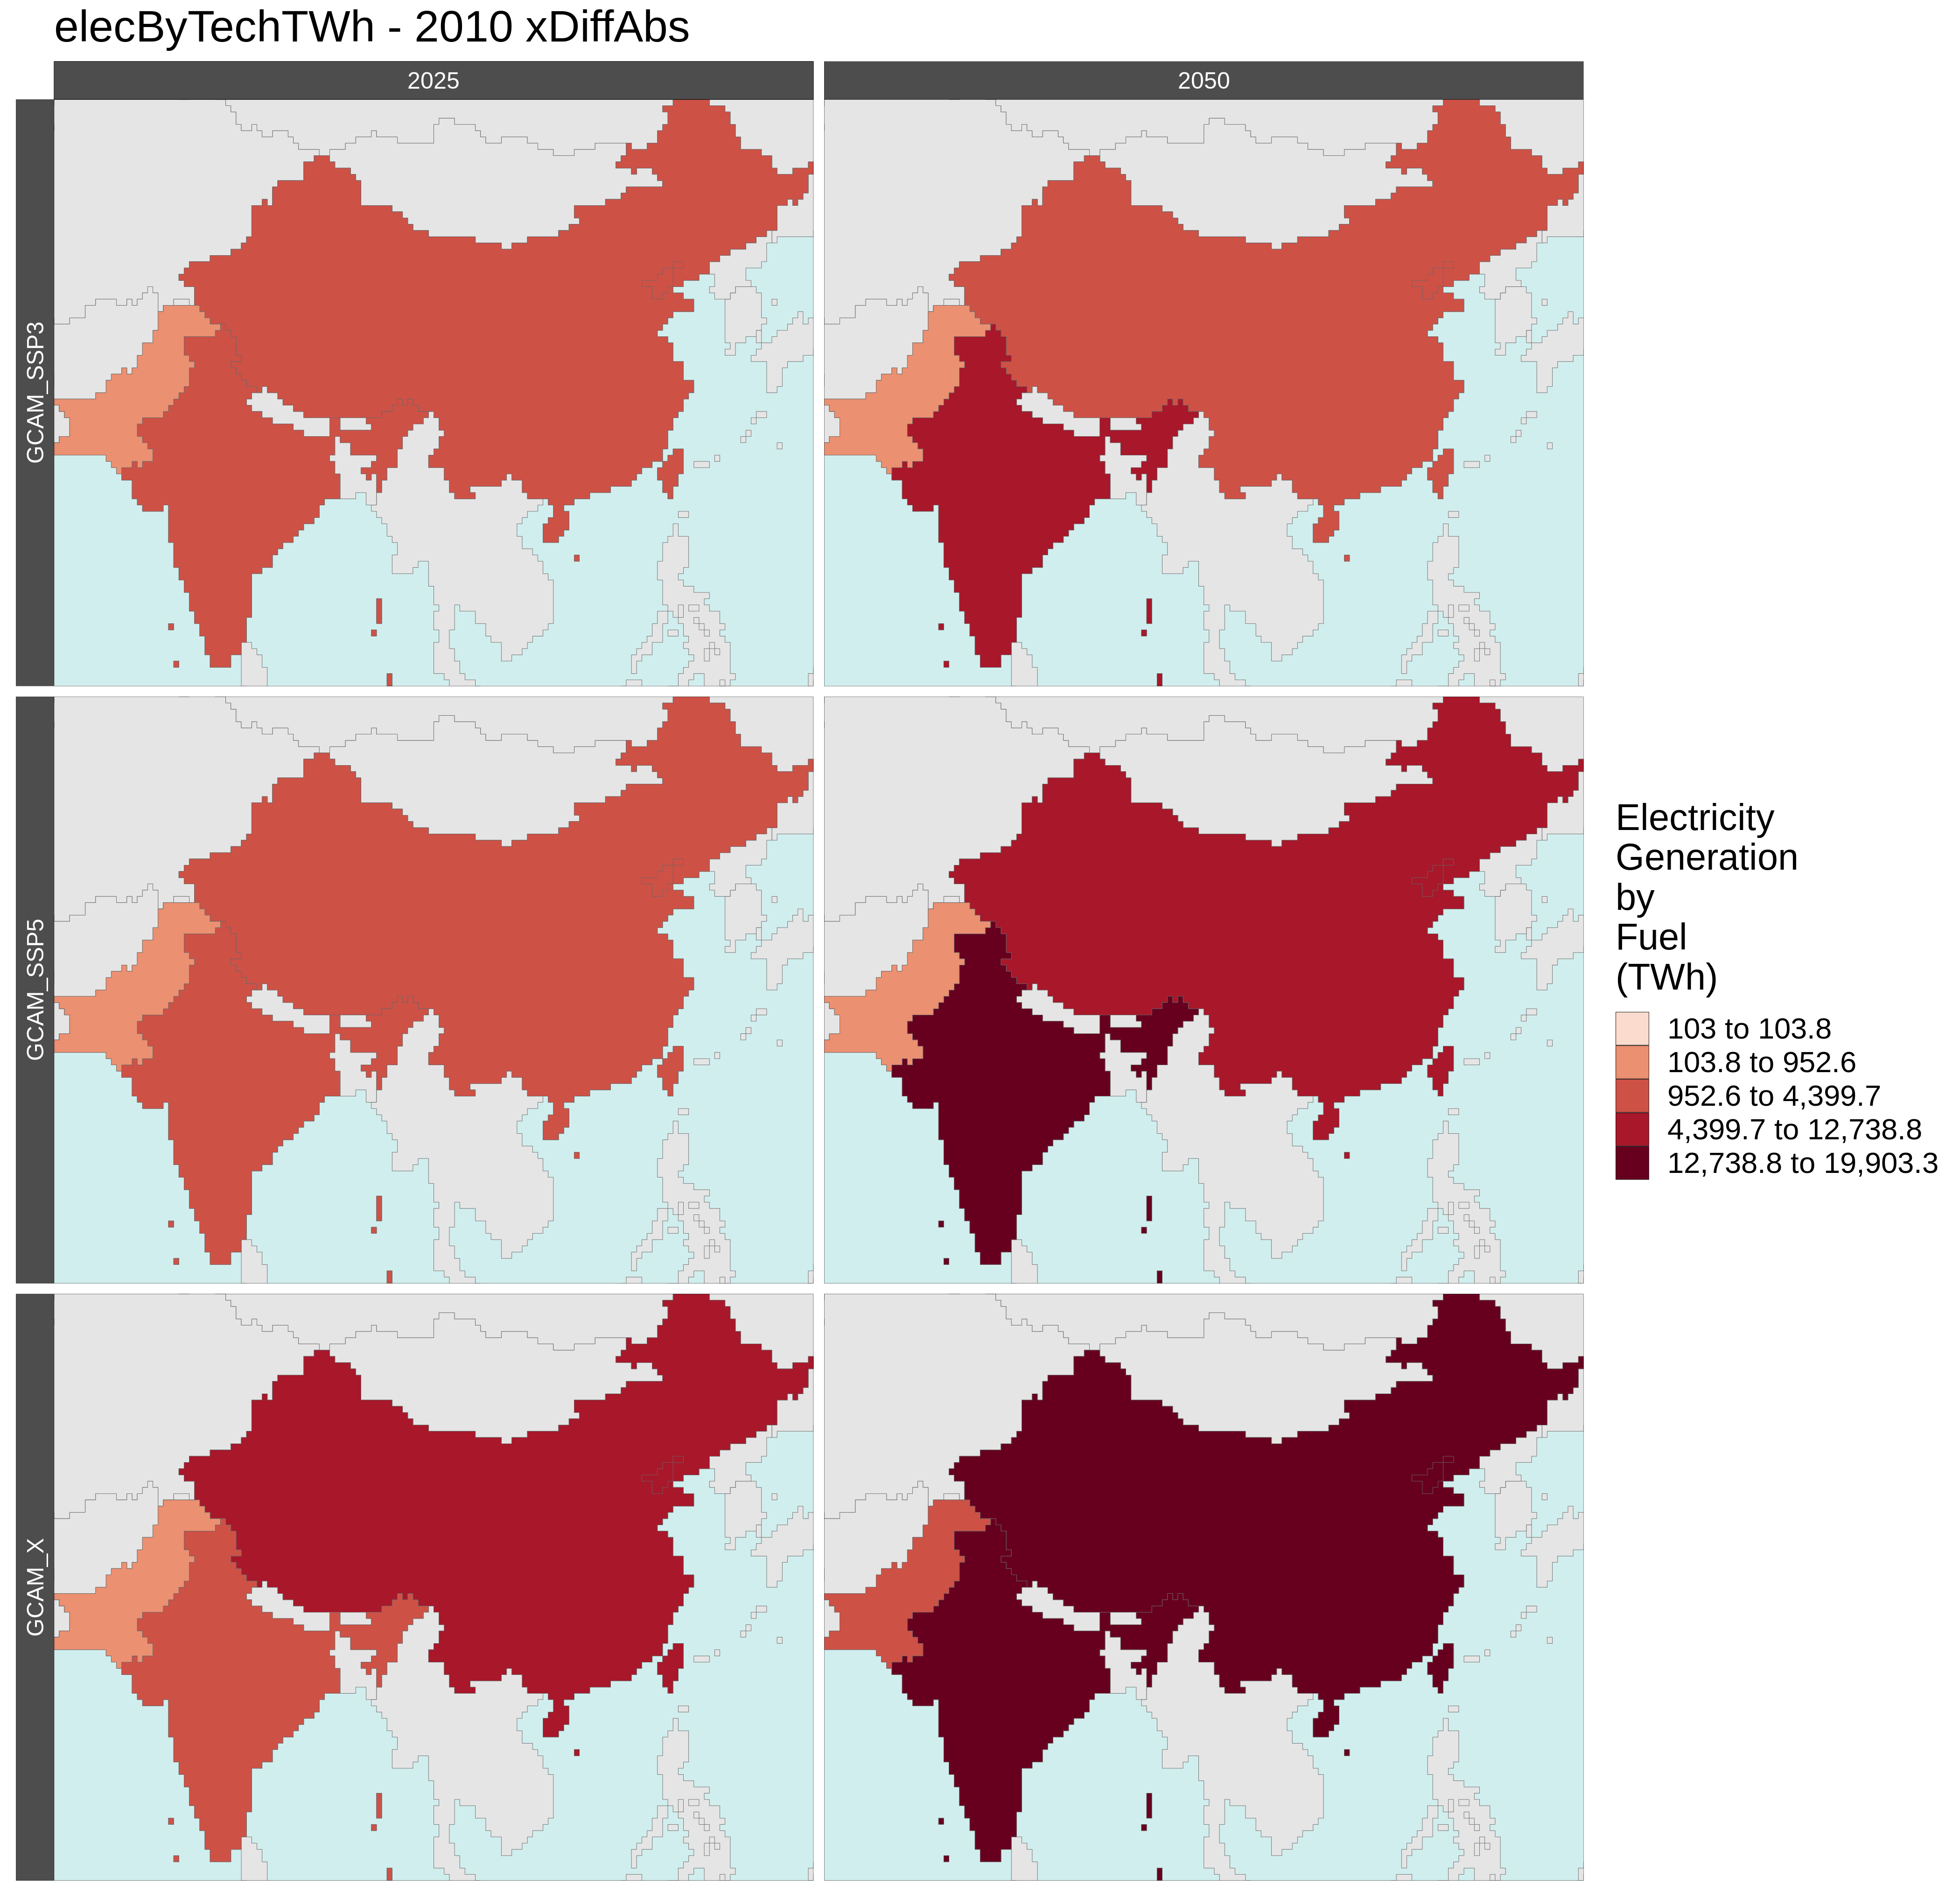 elecByTechTWh - 2010 xDiffAbs
2025
2050
GCAM_SSP3
GCAM_SSP5
GCAM_X
Electricity
Generation
by
Fuel
(TWh)
103 to 103.8
103.8 to 952.6
952.6 to 4,399.7
4,399.7 to 12,738.8
12,738.8 to 19,903.3